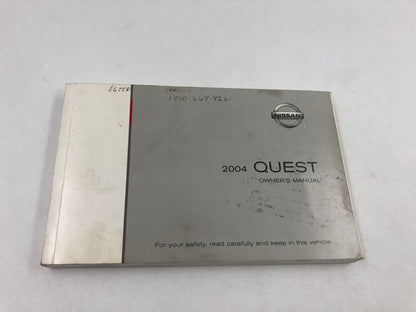 NISSAN
2004 QUEST
OWNER'S MANUAL
For your safety, read carefully and keep in this vehicle.